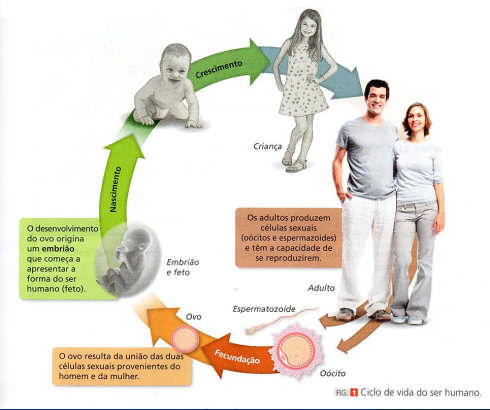 Crescimento
Criança
Nascimento
O desenvolvimento
do ovo origina
um embrião
que começa a
apresentar a
forma do ser
humano (feto).
Embrião
e feto
Os adultos produzem
células sexuais
(oócitos e espermatozoides)
e têm a capacidade de
se reproduzirem.
Adulto
Espermatozoide
Ovo
Fecundação
Oócito
O ovo resulta da união das duas
células sexuais provenientes do
homem e da mulher.
FIG. 1 Ciclo de vida do ser humano.